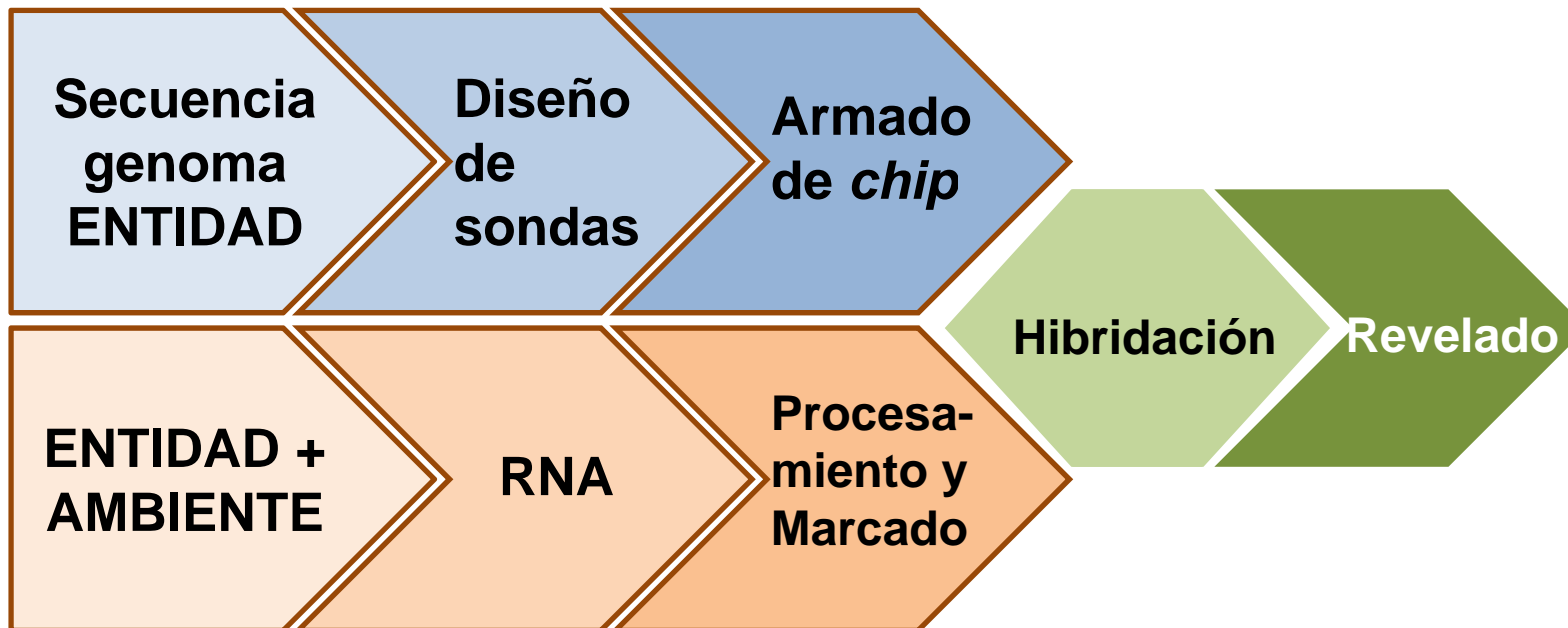 Secuencia
genoma
ENTIDAD
Diseño
de
sondas
Armado
de chip
ENTIDAD +
AMBIENTE
RNA
Procesa-
miento y
Marcado
Hibridación
Revelado